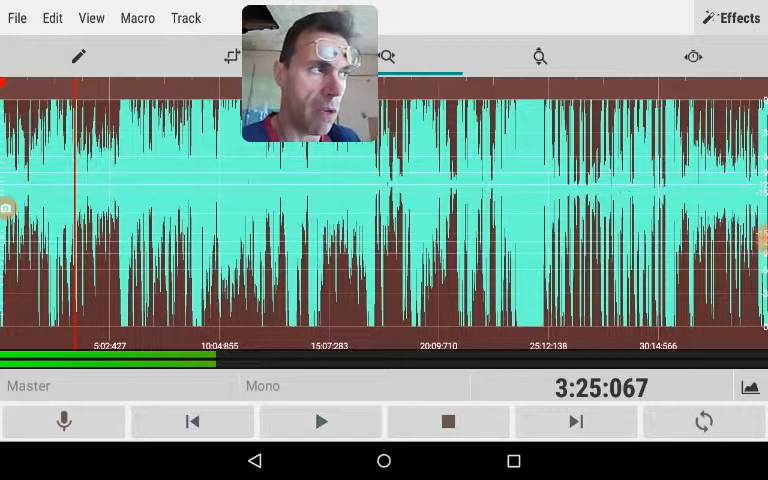 File Edit View Macro Track Effects
5:02:427 10:04:855 15:07:283 20:09:710 25:12:138 30:14:566
Master Mono 3:25:067